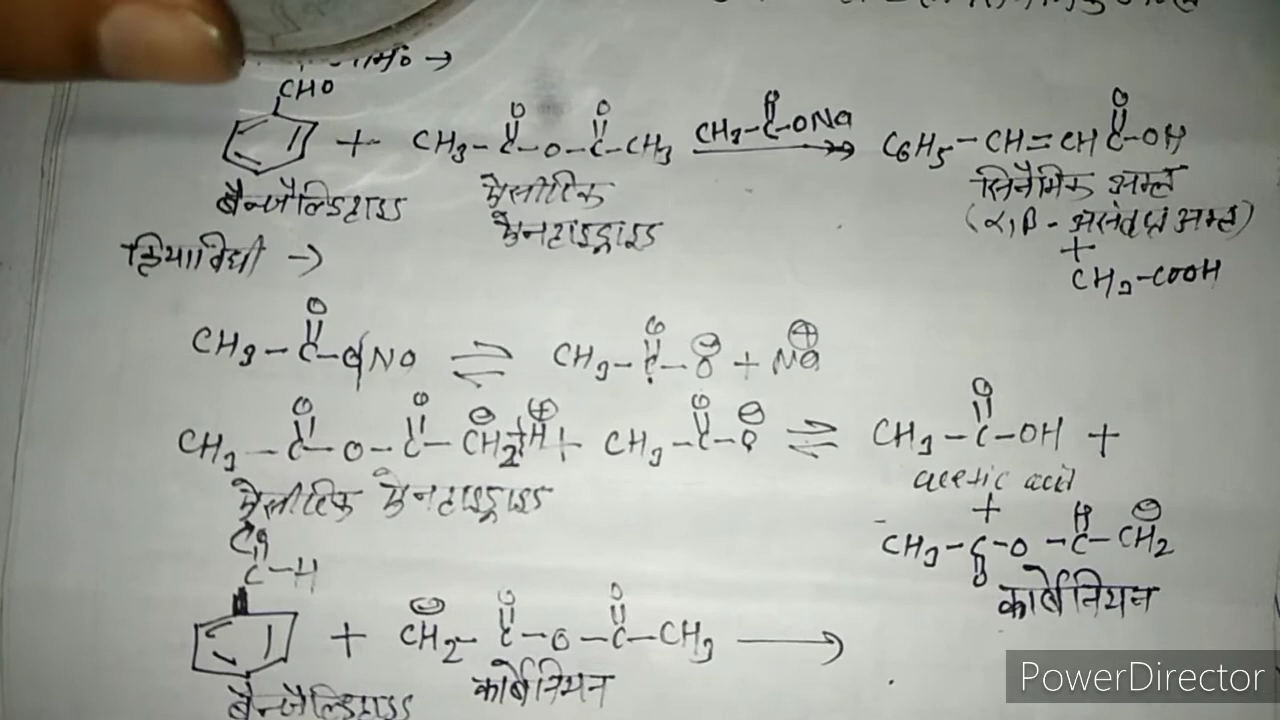 CHO
+ CH3-C-O-C-CH3 CH3-C-ONa → C6H5-CH=CH C-OH
O O O O
बैन्जैल्डिहाइड ऐसीटिक ऐनहाइड्राइड सिनैमिक अम्ल
(α,β- असंतृप्त अम्ल)
+
CH3-COOH
क्रियाविधी →
O O ⊖ ⊕
CH3-C-O Na ⇌ CH3-C-O + Na
O O ⊖ ⊕ O ⊖ O
CH3-C-O-C-CH2 H + CH3-C-O ⇌ CH3-C-OH +
ऐसीटिक ऐनहाइड्राइड acetic acid
+
⊖
CH3-C-O-C-CH2
O
कार्बेनियन
C-H
⊖ O O
+ CH2-C-O-C-CH3 →
बैन्जैल्डिहाइड कार्बेनियन
PowerDirector